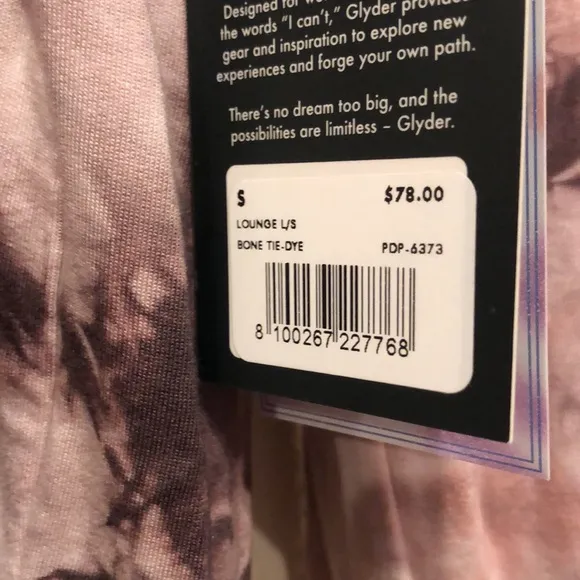 Designed for
the words “I can’t,” Glyder provides
gear and inspiration to explore new
experiences and forge your own path.
There’s no dream too big, and the
possibilities are limitless – Glyder.
S $78.00
LOUNGE L/S
BONE TIE-DYE PDP-6373
8 100267 227768